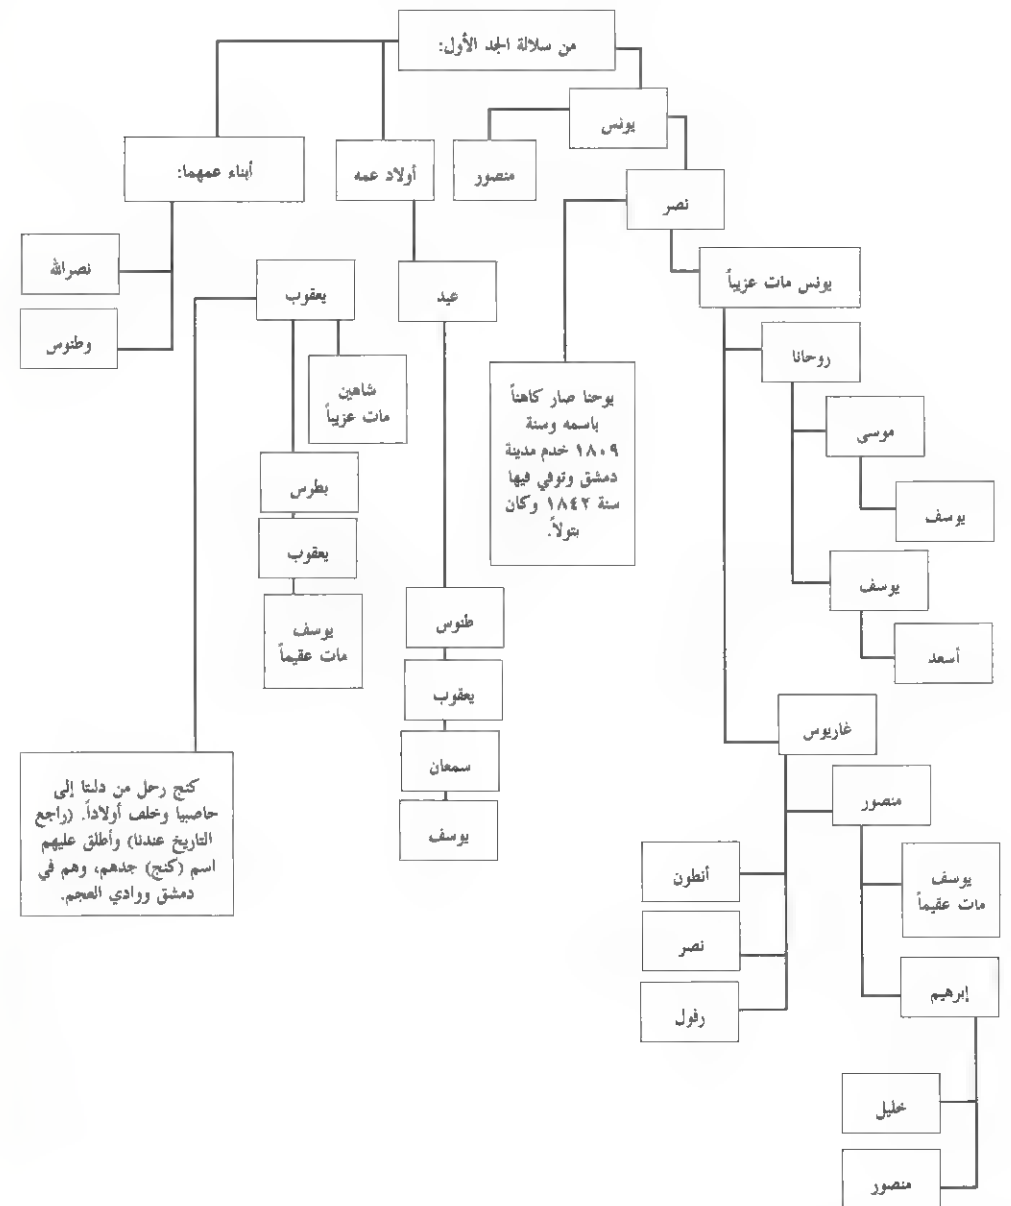 من سلالة الجد الأول:
يونس
منصور
أولاد عمه
أبناء عمهما:
نصر
نصرالله
وطنوس
يعقوب
عيد
يونس مات عزيباً
روحانا
شاهين
مات عزيباً
يوحنا صار كاهناً
باسمه وسنة
١٨٠٩ خدم مدينة
دمشق وتوفي فيها
سنة ١٨٤٢ وكان
بتولاً.
موسى
يوسف
بطرس
يعقوب
يوسف
مات عقيماً
يوسف
أسعد
طنوس
يعقوب
سمعان
يوسف
غاريوس
منصور
كنج رحل من دلبتا إلى
حاصبيا وخلف أولاداً. (راجع
التاريخ عندنا) وأطلق عليهم
اسم (كنج) جدهم، وهم في
دمشق ووادي العجم.
أنطون
نصر
رفول
يوسف
مات عقيماً
إبرهيم
خليل
منصور